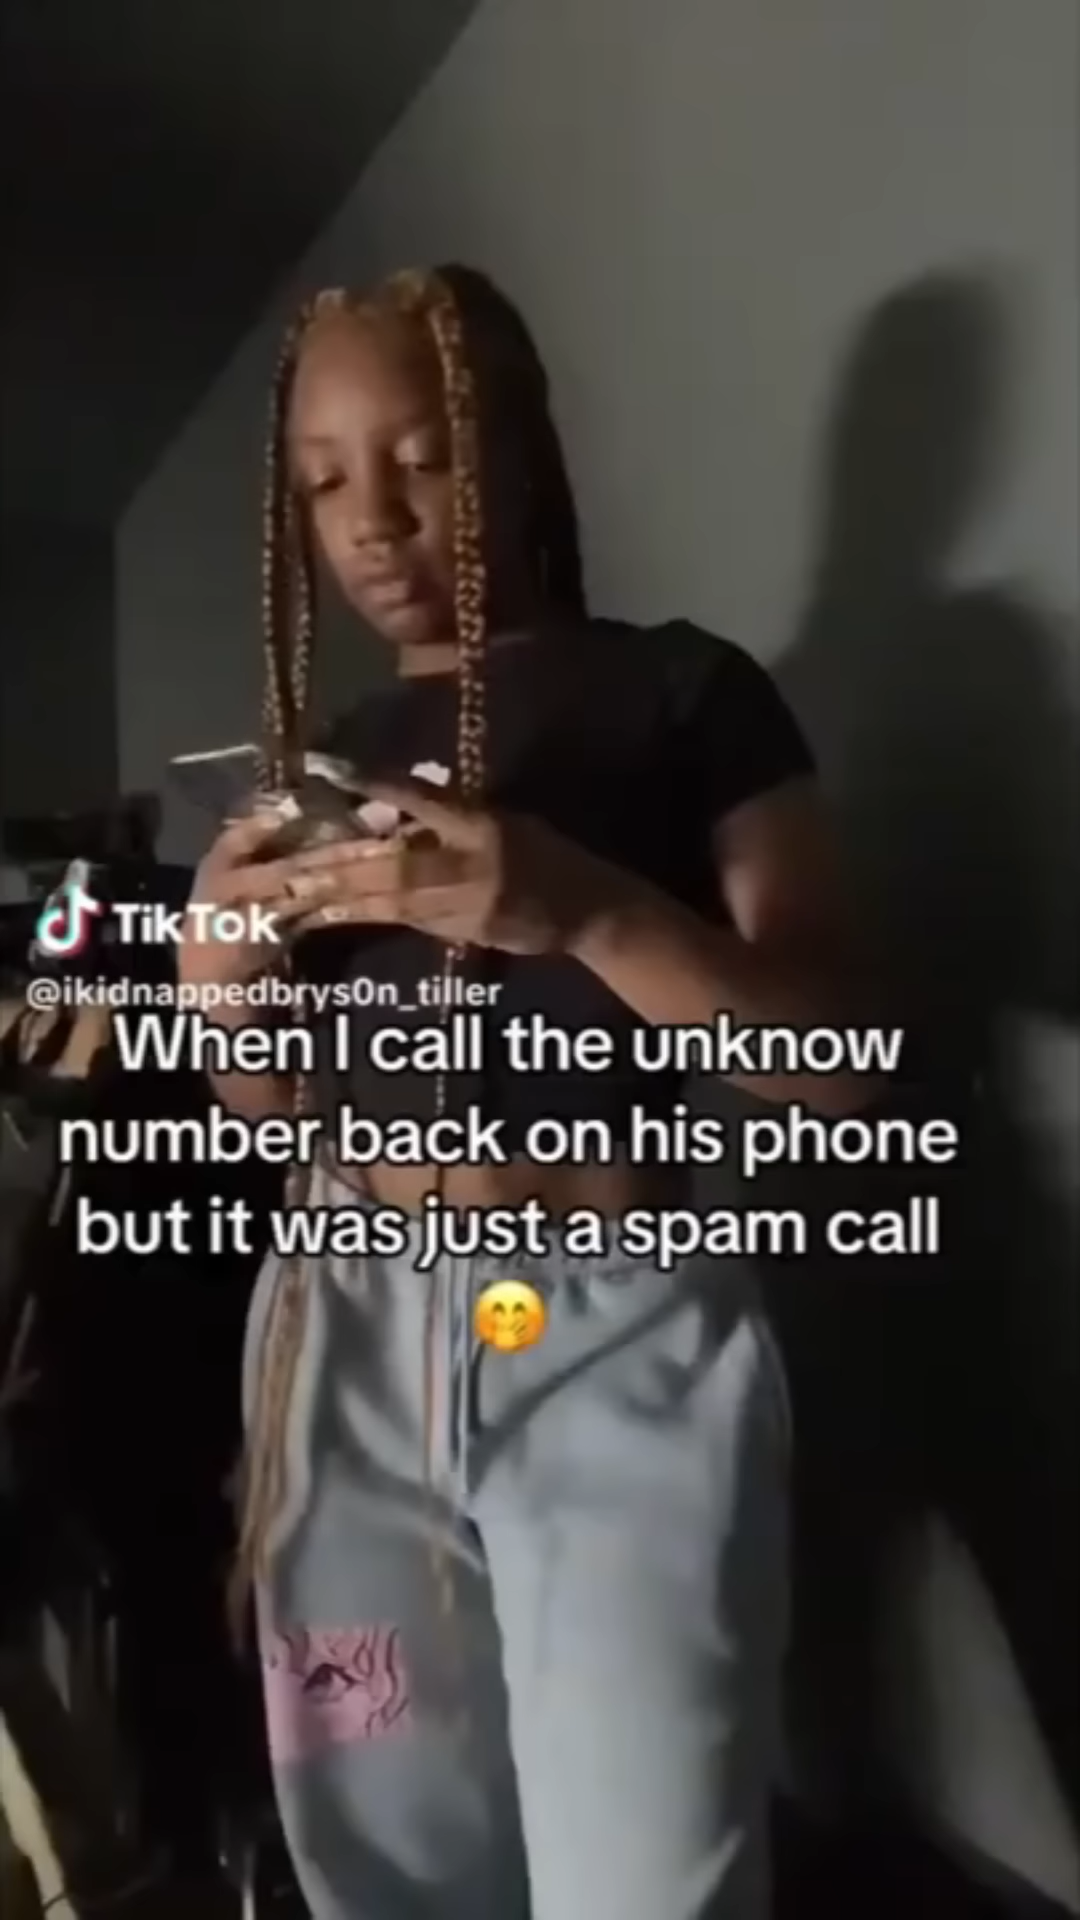 TikTok
@ikidnappedbrys0n_tiller
When I call the unknow
number back on his phone
but it was just a spam call
🤭